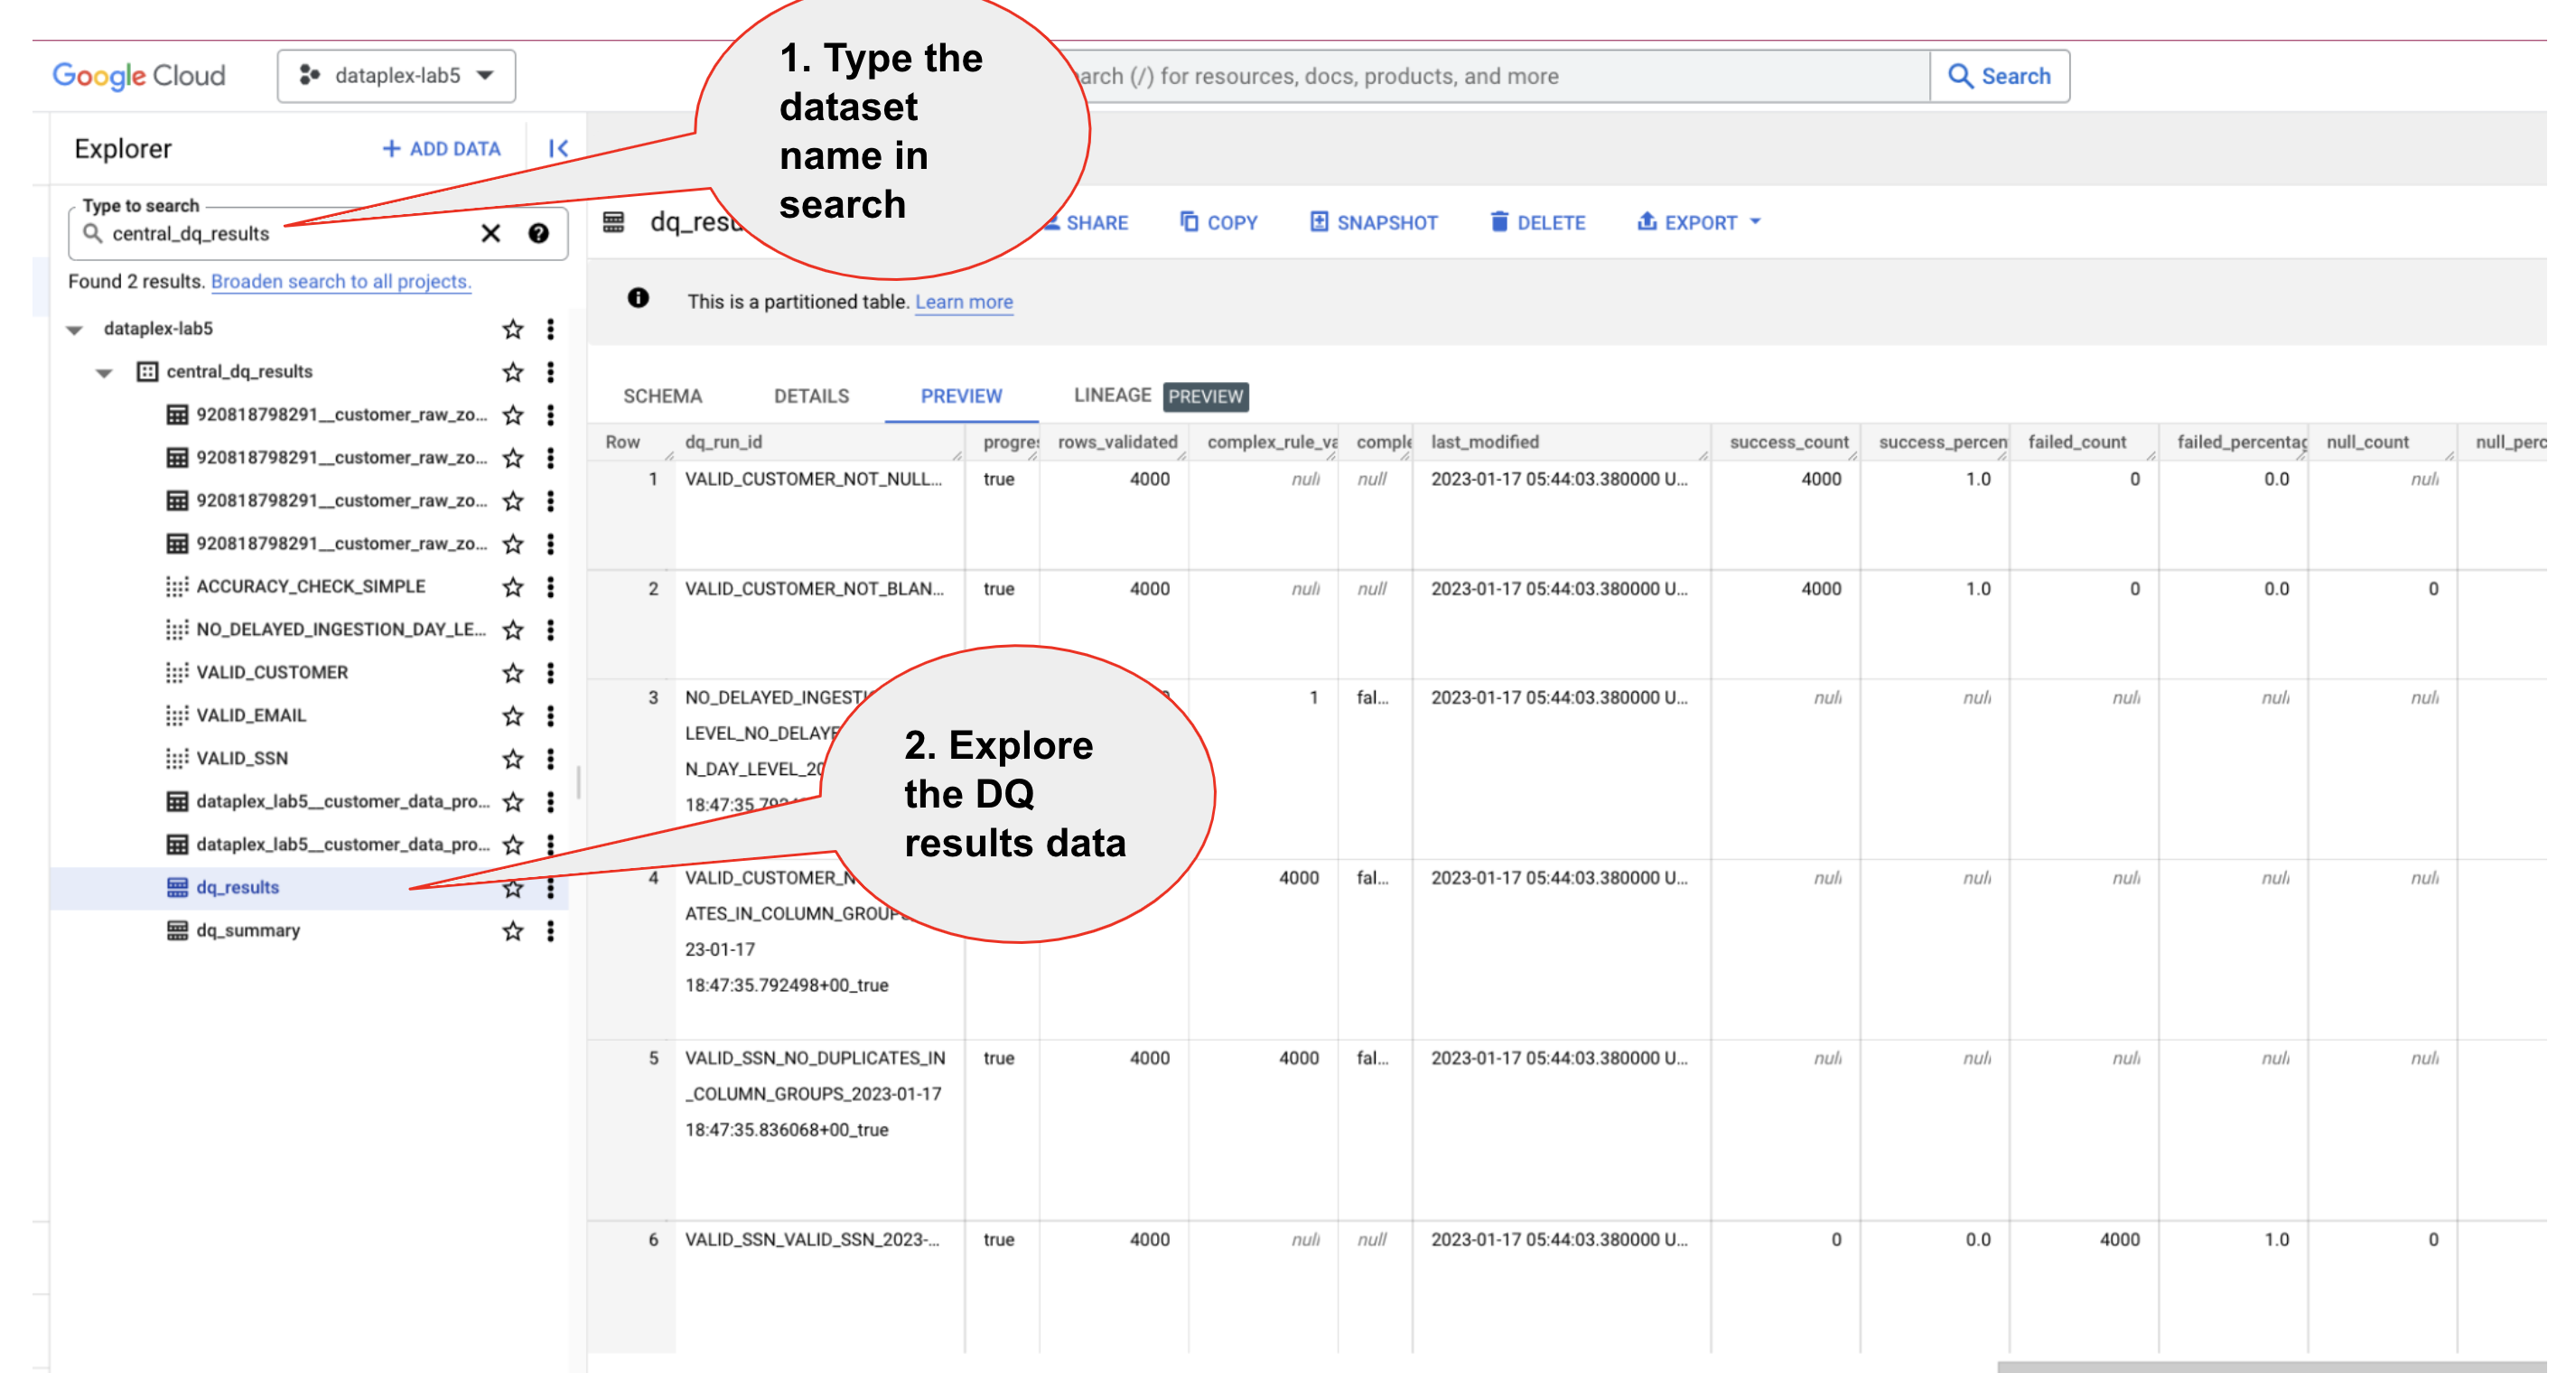 Google Cloud
dataplex-lab5
1. Type the
dataset
name in
search
arch (/) for resources, docs, products, and more
Search
Explorer
+ ADD DATA
Type to search
central_dq_results
Found 2 results. Broaden search to all projects.
dataplex-lab5
central_dq_results
920818798291__customer_raw_zo...
920818798291__customer_raw_zo...
920818798291__customer_raw_zo...
920818798291__customer_raw_zo...
ACCURACY_CHECK_SIMPLE
NO_DELAYED_INGESTION_DAY_LE...
VALID_CUSTOMER
VALID_EMAIL
VALID_SSN
dataplex_lab5__customer_data_pro...
dataplex_lab5__customer_data_pro...
dq_results
dq_summary
dq_resu SHARE COPY SNAPSHOT DELETE EXPORT
This is a partitioned table. Learn more
SCHEMA DETAILS PREVIEW LINEAGE PREVIEW
Row dq_run_id progres rows_validated complex_rule_va comple last_modified success_count success_percen failed_count failed_percentag null_count null_perc
1 VALID_CUSTOMER_NOT_NULL... true 4000 null null 2023-01-17 05:44:03.380000 U... 4000 1.0 0 0.0 null
2 VALID_CUSTOMER_NOT_BLAN... true 4000 null null 2023-01-17 05:44:03.380000 U... 4000 1.0 0 0.0 0
3 NO_DELAYED_INGESTI 1 fal... 2023-01-17 05:44:03.380000 U... null null null null null
LEVEL_NO_DELAYE
N_DAY_LEVEL_20
18:47:35.792
2. Explore
the DQ
results data
4 VALID_CUSTOMER_N 4000 fal... 2023-01-17 05:44:03.380000 U... null null null null null
ATES_IN_COLUMN_GROUPS
23-01-17
18:47:35.792498+00_true
5 VALID_SSN_NO_DUPLICATES_IN true 4000 4000 fal... 2023-01-17 05:44:03.380000 U... null null null null null
_COLUMN_GROUPS_2023-01-17
18:47:35.836068+00_true
6 VALID_SSN_VALID_SSN_2023-... true 4000 null null 2023-01-17 05:44:03.380000 U... 0 0.0 4000 1.0 0